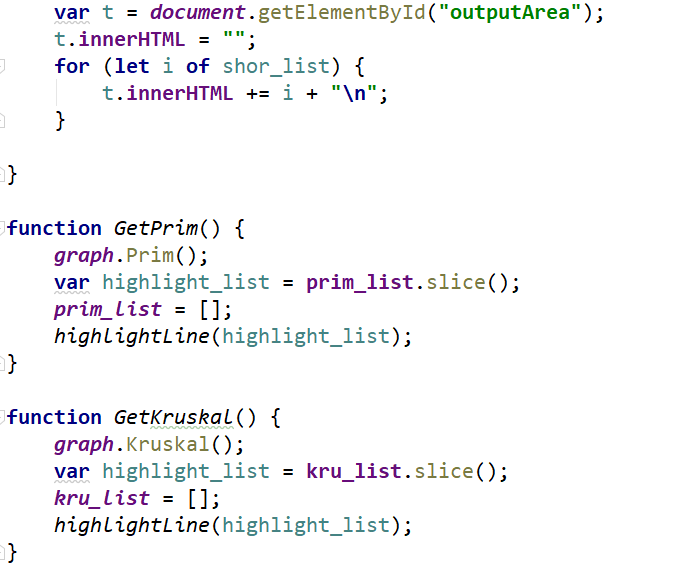 var t = document.getElementById("outputArea");
t.innerHTML = "";
for (let i of shor_list) {
t.innerHTML += i + "\n";
}
}
function GetPrim() {
graph.Prim();
var highlight_list = prim_list.slice();
prim_list = [];
highlightLine(highlight_list);
}
function GetKruskal() {
graph.Kruskal();
var highlight_list = kru_list.slice();
kru_list = [];
highlightLine(highlight_list);
}